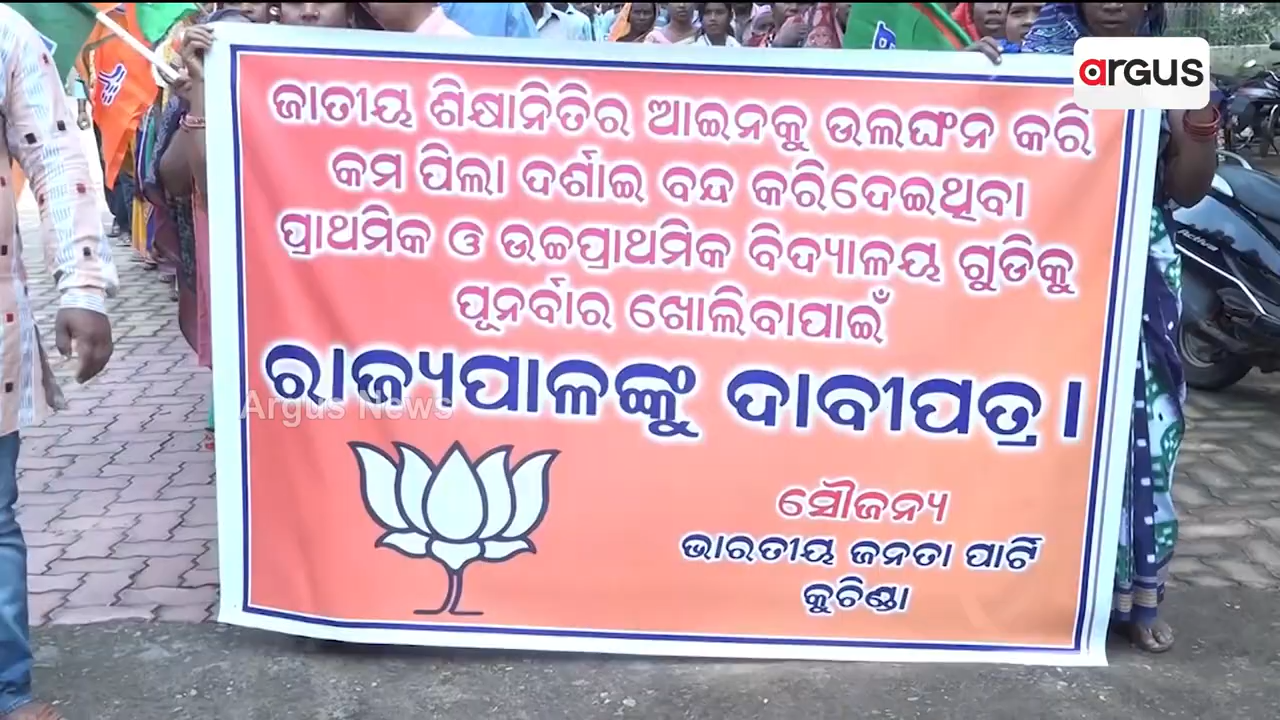 argus
ଜାତୀୟ ଶିକ୍ଷାନିତିର ଆଇନକୁ ଉଲଙ୍ଘନ କରି
କମ ପିଲା ଦର୍ଶାଇ ବନ୍ଦ କରିଦେଇଥିବା
ପ୍ରାଥମିକ ଓ ଉଚ୍ଚପ୍ରାଥମିକ ବିଦ୍ୟାଳୟ ଗୁଡିକୁ
ପୂନର୍ବାର ଖୋଲିବାପାଇଁ
ରାଜ୍ୟପାଳଙ୍କୁ ଦାବୀପତ୍ର ।
Argus News
ସୌଜନ୍ୟ
ଭାରତୀୟ ଜନତା ପାର୍ଟି
କୁଚିଣ୍ଡା
Activa